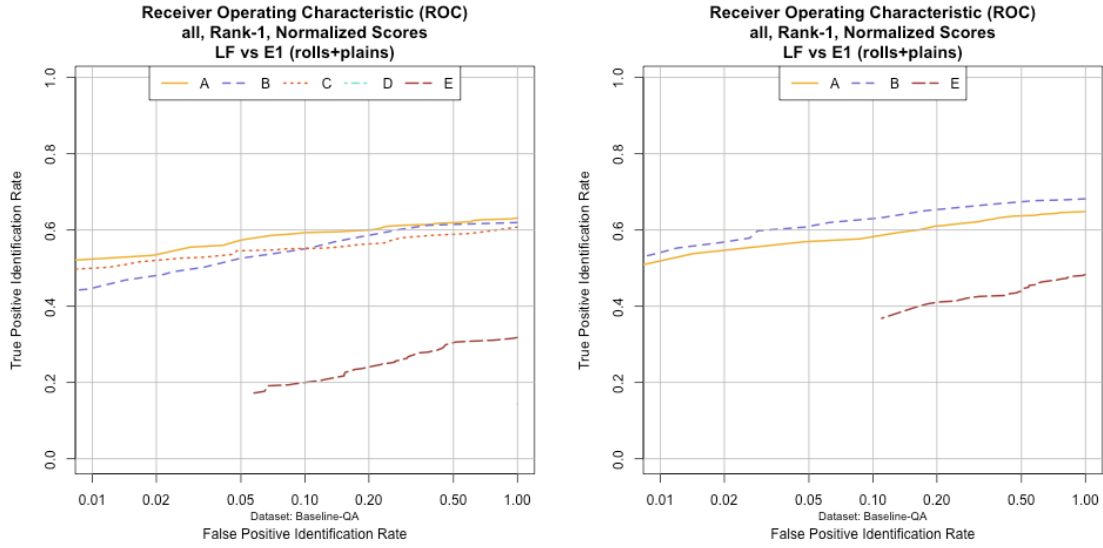 Receiver Operating Characteristic (ROC)
all, Rank-1, Normalized Scores
LF vs E1 (rolls+plains)
A B C D E
True Positive Identification Rate
1.0
0.8
0.6
0.4
0.2
0.0
0.01 0.02 0.05 0.10 0.20 0.50 1.00
Dataset: Baseline-QA
False Positive Identification Rate
Receiver Operating Characteristic (ROC)
all, Rank-1, Normalized Scores
LF vs E1 (rolls+plains)
A B E
True Positive Identification Rate
1.0
0.8
0.6
0.4
0.2
0.0
0.01 0.02 0.05 0.10 0.20 0.50 1.00
Dataset: Baseline-QA
False Positive Identification Rate